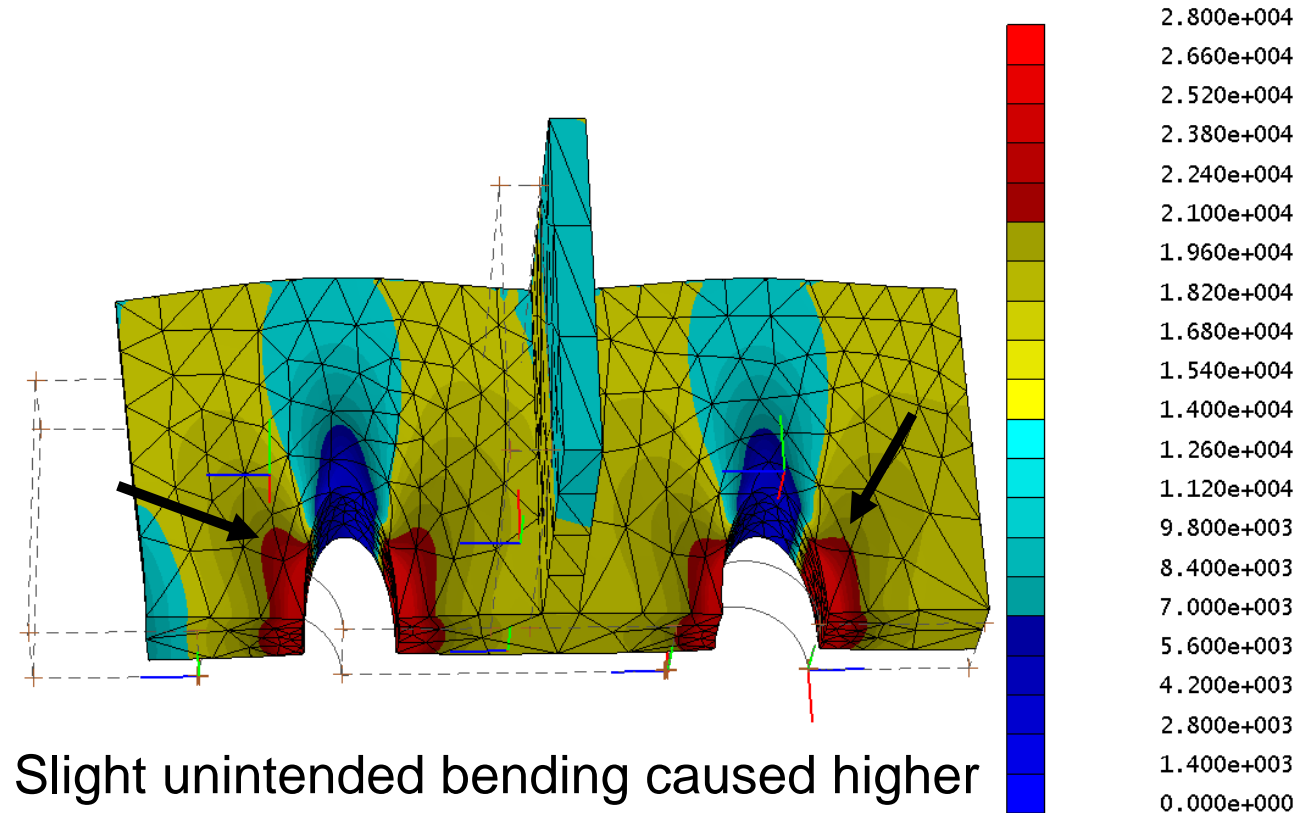 2.800e+004
2.660e+004
2.520e+004
2.380e+004
2.240e+004
2.100e+004
1.960e+004
1.820e+004
1.680e+004
1.540e+004
1.400e+004
1.260e+004
1.120e+004
9.800e+003
8.400e+003
7.000e+003
5.600e+003
4.200e+003
2.800e+003
1.400e+003
0.000e+000
Slight unintended bending caused higher